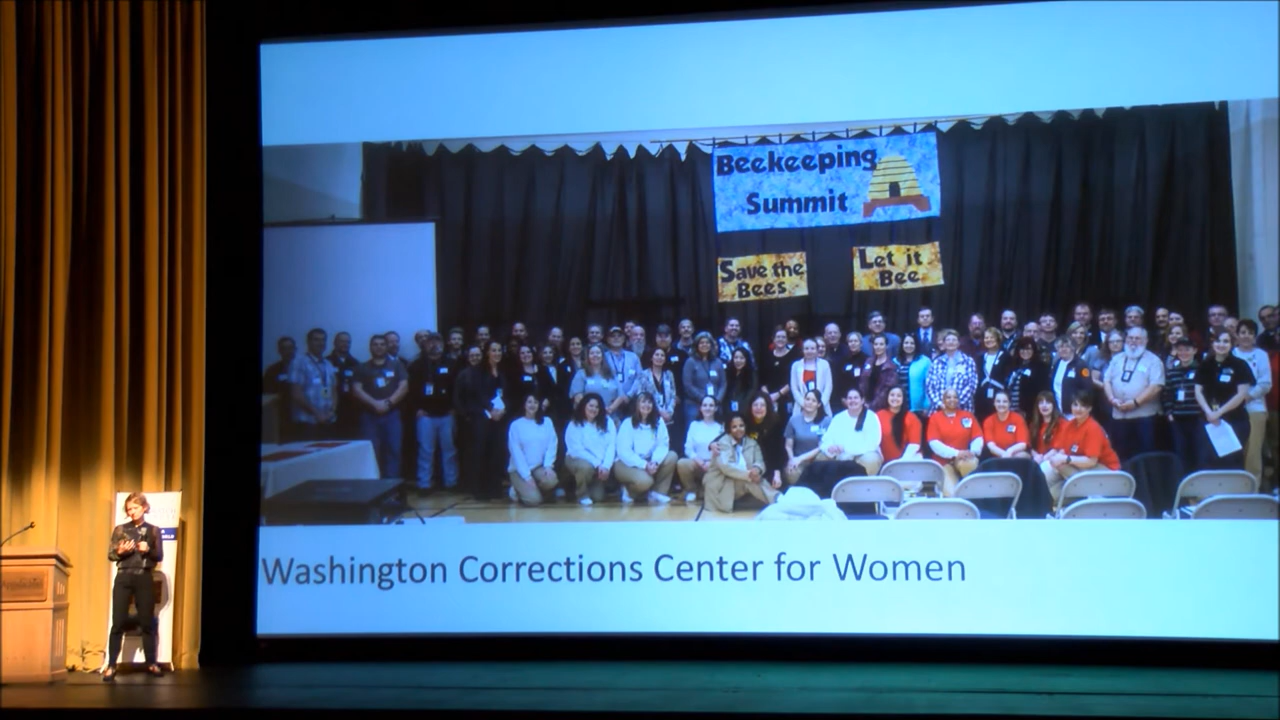 Beekeeping
Summit
Save the
Bees
Let it
Bee
Washington Corrections Center for Women